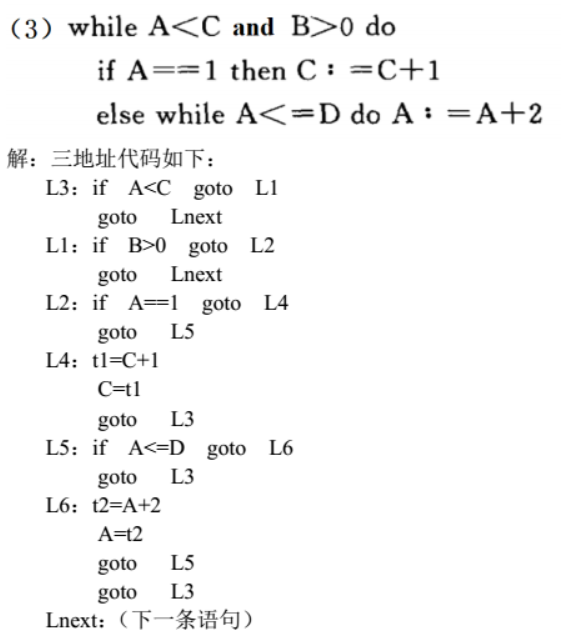 （3）while A<C and B>0 do
if A==1 then C：=C+1
else while A<=D do A：=A+2
解：三地址代码如下：
L3：if A<C goto L1
goto Lnext
L1：if B>0 goto L2
goto Lnext
L2：if A==1 goto L4
goto L5
L4：t1=C+1
C=t1
goto L3
L5：if A<=D goto L6
goto L3
L6：t2=A+2
A=t2
goto L5
goto L3
Lnext：（下一条语句）